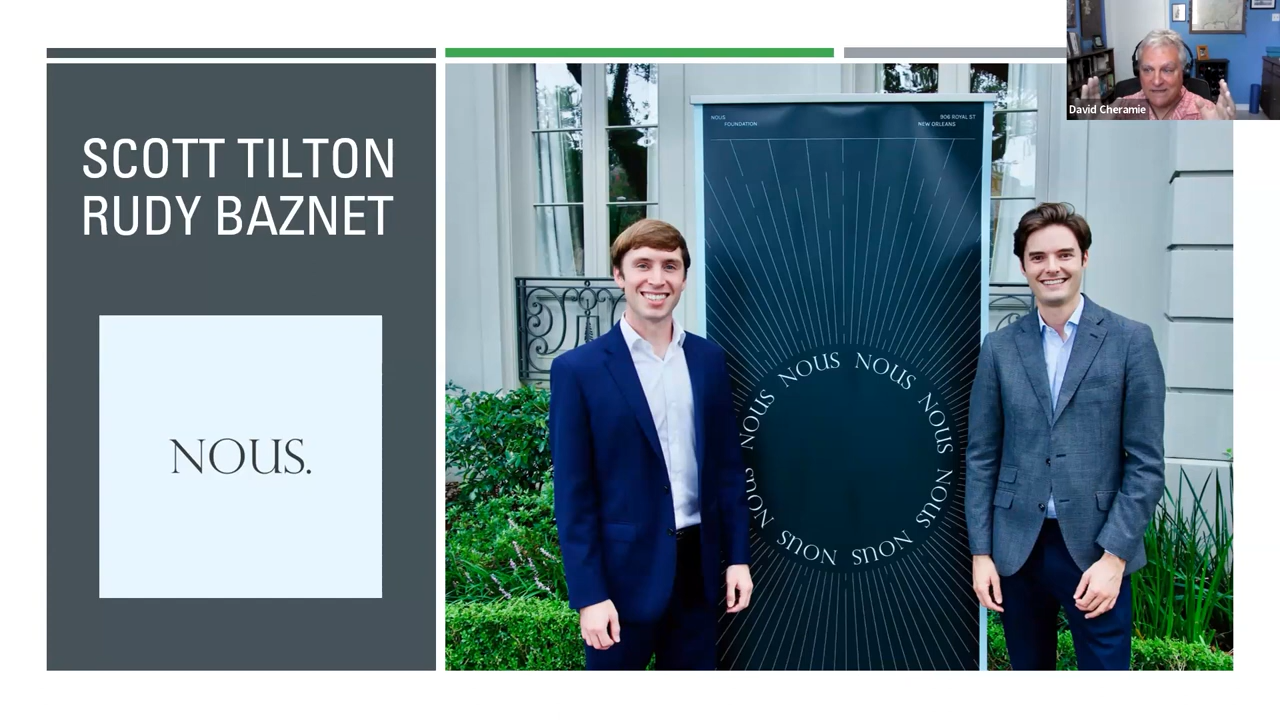 SCOTT TILTON
RUDY BAZNET
NOUS.
NOUS
FOUNDATION
906 ROYAL ST
NEW ORLEANS
NOUS NOUS NOUS NOUS NOUS NOUS NOUS NOUS
David Cheramie